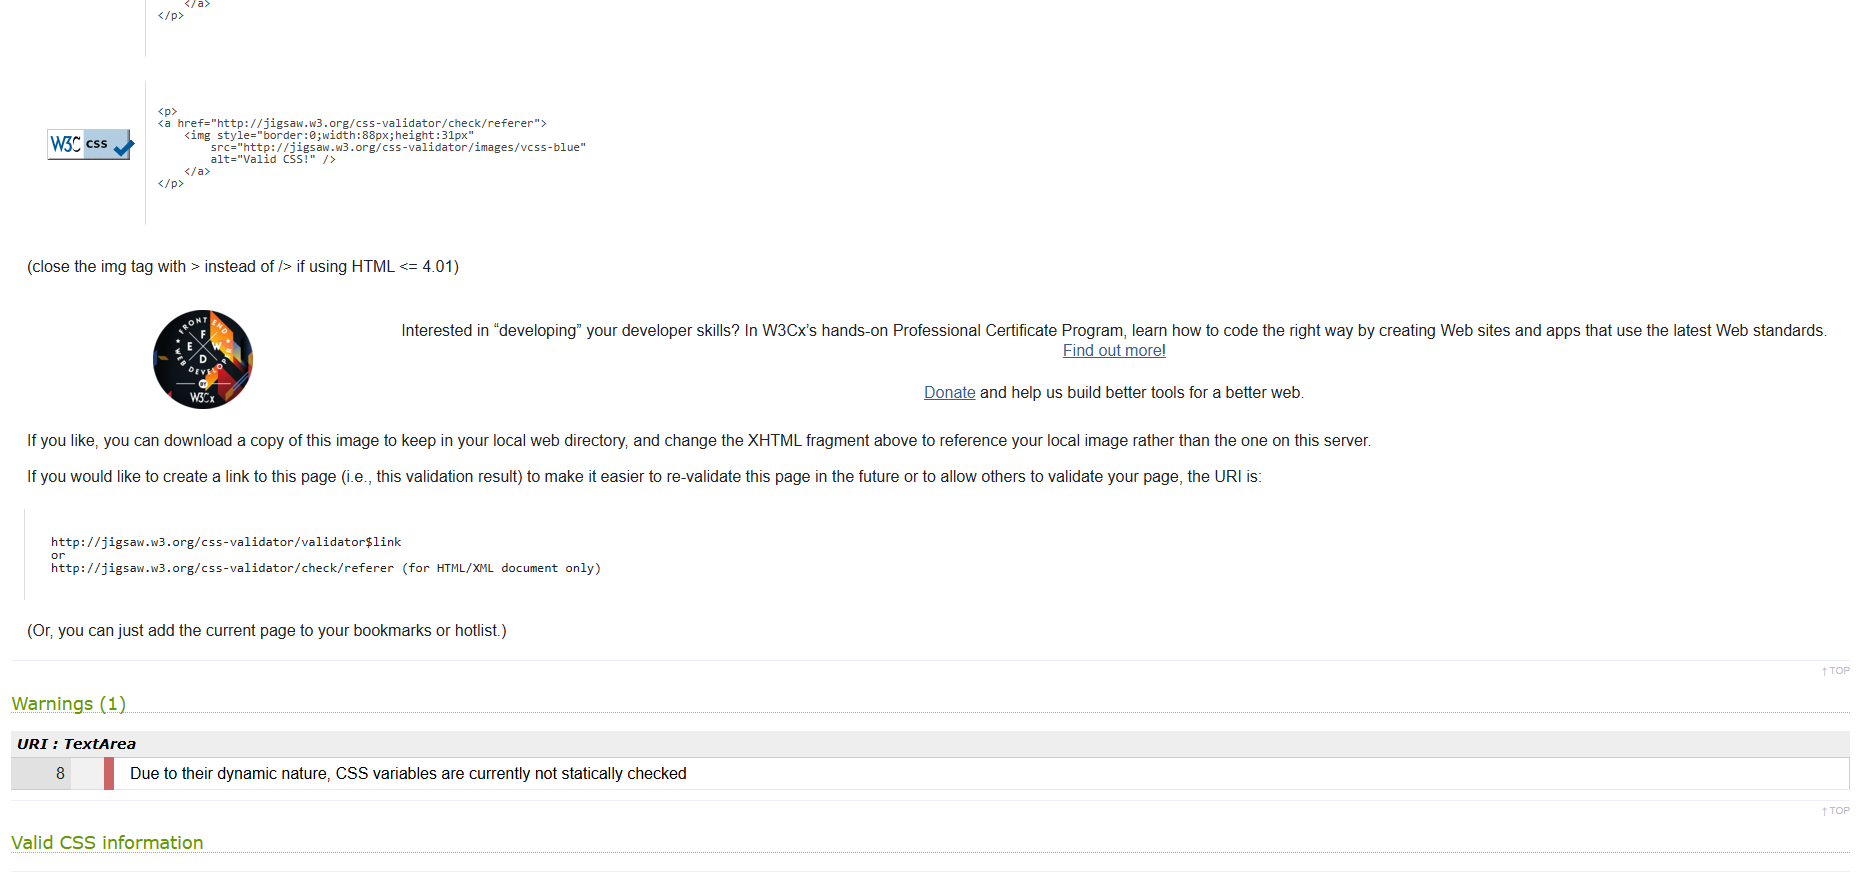 </a>
</p>
<p>
<a href="http://jigsaw.w3.org/css-validator/check/referer">
<img style="border:0;width:88px;height:31px"
src="http://jigsaw.w3.org/css-validator/images/vcss-blue"
alt="Valid CSS!" />
</a>
</p>
W3C css
(close the img tag with > instead of /> if using HTML <= 4.01)
FRONT END
F
E W
D
WEB DEVELOPER
BY
W3Cx
Interested in “developing” your developer skills? In W3Cx’s hands-on Professional Certificate Program, learn how to code the right way by creating Web sites and apps that use the latest Web standards.
Find out more!
Donate and help us build better tools for a better web.
If you like, you can download a copy of this image to keep in your local web directory, and change the XHTML fragment above to reference your local image rather than the one on this server.
If you would like to create a link to this page (i.e., this validation result) to make it easier to re-validate this page in the future or to allow others to validate your page, the URI is:
http://jigsaw.w3.org/css-validator/validator$link
or
http://jigsaw.w3.org/css-validator/check/referer (for HTML/XML document only)
(Or, you can just add the current page to your bookmarks or hotlist.)
↑ TOP
Warnings (1)
URI : TextArea
8 Due to their dynamic nature, CSS variables are currently not statically checked
↑ TOP
Valid CSS information